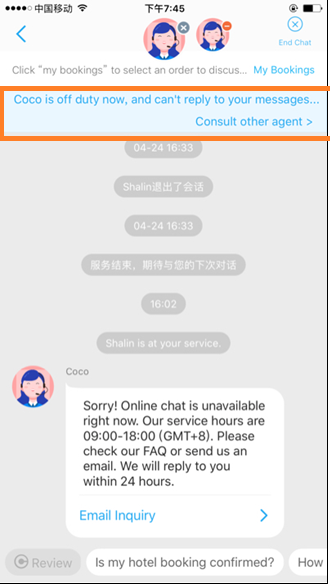 中国移动
下午7:45
End Chat
Click "my bookings" to select an order to discus...
My Bookings
Coco is off duty now, and can't reply to your messages...
Consult other agent >
04-24 16:33
Shalin退出了会话
04-24 16:33
服务结束，期待与您的下次对话
16:02
Shanlin is at your service.
Coco
Sorry! Online chat is unavailable
right now. Our service hours are
09:00-18:00 (GMT+8). Please
check our FAQ or send us an
email. We will reply to you
within 24 hours.
Email Inquiry
Review
Is my hotel booking confirmed?
How